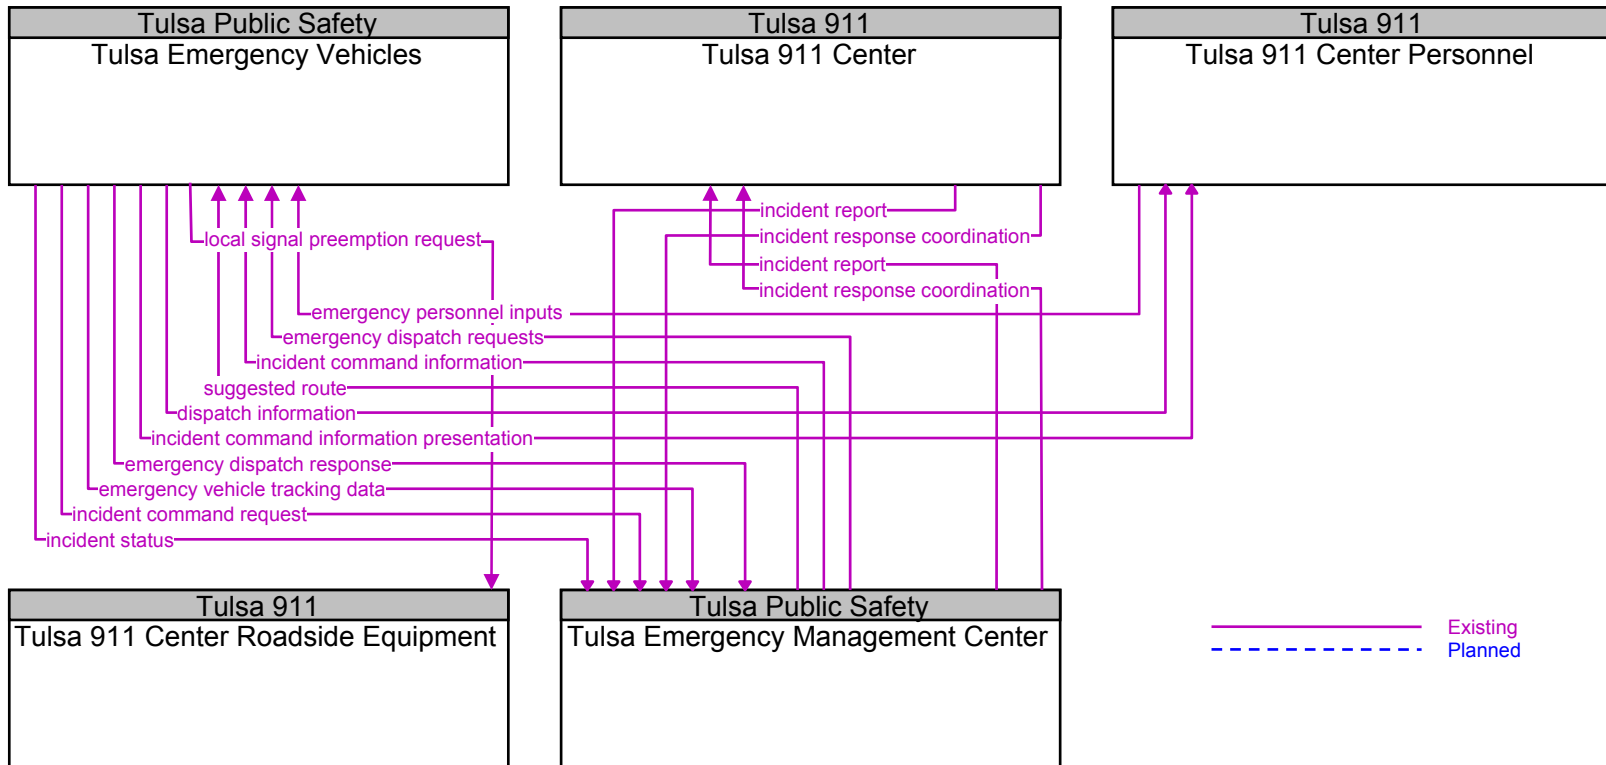 Tulsa Public Safety
Tulsa Emergency Vehicles
Tulsa 911
Tulsa 911 Center
Tulsa 911
Tulsa 911 Center Personnel
incident report
local signal preemption request
incident response coordination
incident report
incident response coordination
emergency personnel inputs
emergency dispatch requests
incident command information
suggested route
dispatch information
incident command information presentation
emergency dispatch response
emergency vehicle tracking data
incident command request
incident status
Tulsa 911
Tulsa 911 Center Roadside Equipment
Tulsa Public Safety
Tulsa Emergency Management Center
Existing
Planned